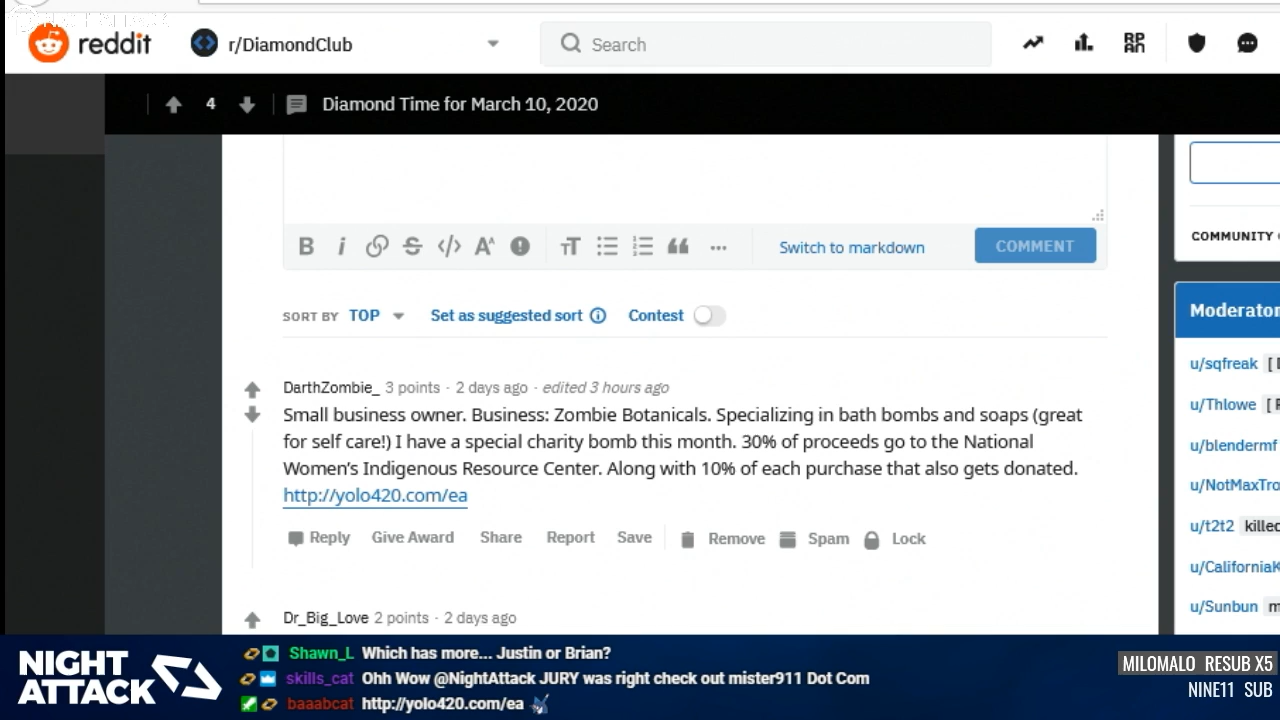 reddit
r/DiamondClub
Search
4
Diamond Time for March 10, 2020
Switch to markdown
COMMENT
COMMUNITY
SORT BY TOP
Set as suggested sort
Contest
Moderator
DarthZombie_ 3 points · 2 days ago · edited 3 hours ago
Small business owner. Business: Zombie Botanicals. Specializing in bath bombs and soaps (great
for self care!) I have a special charity bomb this month. 30% of proceeds go to the National
Women's Indigenous Resource Center. Along with 10% of each purchase that also gets donated.
http://yolo420.com/ea
Reply Give Award Share Report Save Remove Spam Lock
u/sqfreak
u/Thlowe
u/blendermf
u/NotMaxTro
u/t2t2 killed
u/CaliforniaK
u/Sunbun
Dr_Big_Love 2 points · 2 days ago
NIGHT
ATTACK
Shawn_L Which has more... Justin or Brian?
skills_cat Ohh Wow @NightAttack JURY was right check out mister911 Dot Com
baaabcat http://yolo420.com/ea
MILOMALO RESUB X5
NINE11 SUB